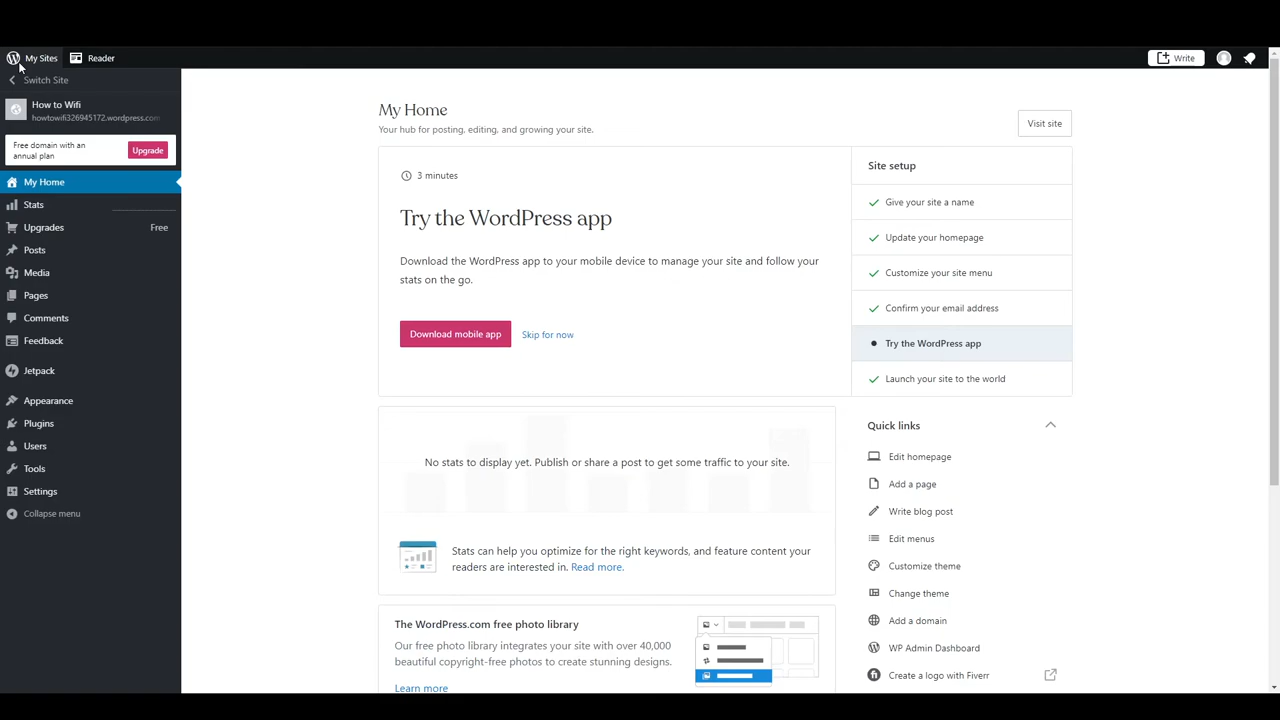 My Sites
Reader
Write
Switch Site
How to Wifi
howtowifi326945172.wordpress.com
Free domain with an
annual plan
Upgrade
My Home
Stats
Upgrades
Free
Posts
Media
Pages
Comments
Feedback
Jetpack
Appearance
Plugins
Users
Tools
Settings
Collapse menu
My Home
Your hub for posting, editing, and growing your site.
Visit site
3 minutes
Try the WordPress app
Download the WordPress app to your mobile device to manage your site and follow your
stats on the go.
Download mobile app
Skip for now
Site setup
Give your site a name
Update your homepage
Customize your site menu
Confirm your email address
Try the WordPress app
Launch your site to the world
No stats to display yet. Publish or share a post to get some traffic to your site.
Stats can help you optimize for the right keywords, and feature content your
readers are interested in. Read more.
The WordPress.com free photo library
Our free photo library integrates your site with over 40,000
beautiful copyright-free photos to create stunning designs.
Learn more
Quick links
Edit homepage
Add a page
Write blog post
Edit menus
Customize theme
Change theme
Add a domain
WP Admin Dashboard
Create a logo with Fiverr